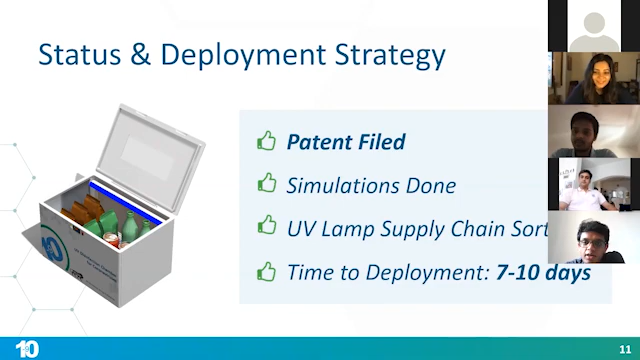 Status & Deployment Strategy
Patent Filed
Simulations Done
UV Lamp Supply Chain Sort
Time to Deployment: 7-10 days
10
10
11